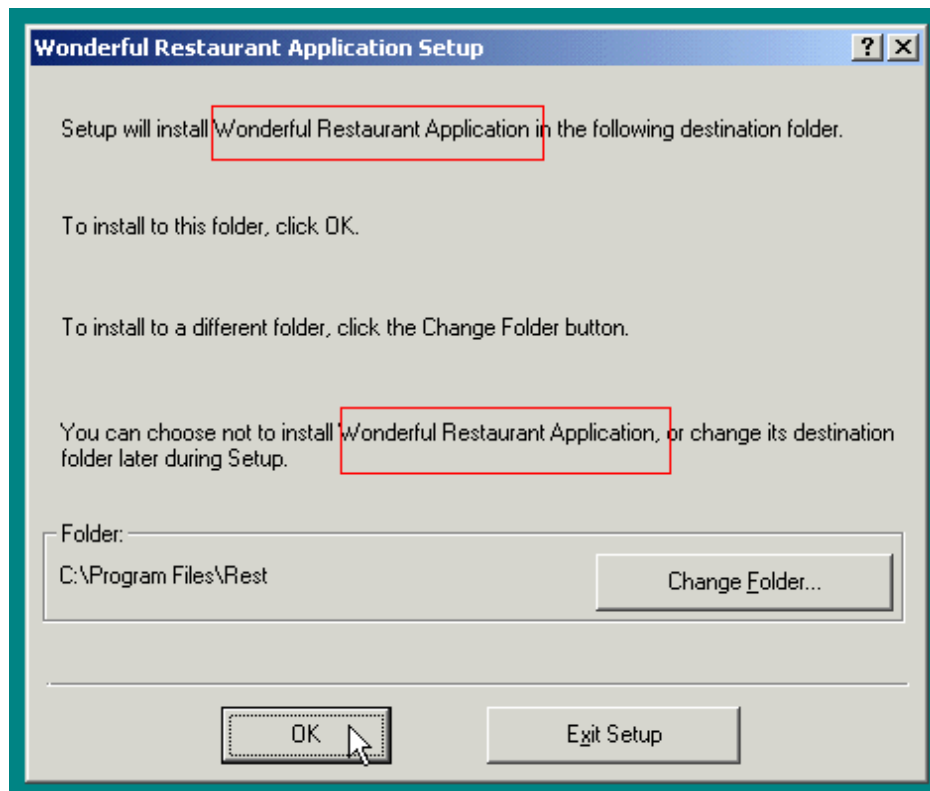 Wonderful Restaurant Application Setup
Setup will install Wonderful Restaurant Application in the following destination folder.
To install to this folder, click OK.
To install to a different folder, click the Change Folder button.
You can choose not to install Wonderful Restaurant Application, or change its destination
folder later during Setup.
Folder:
C:\Program Files\Rest
Change Folder...
OK
Exit Setup